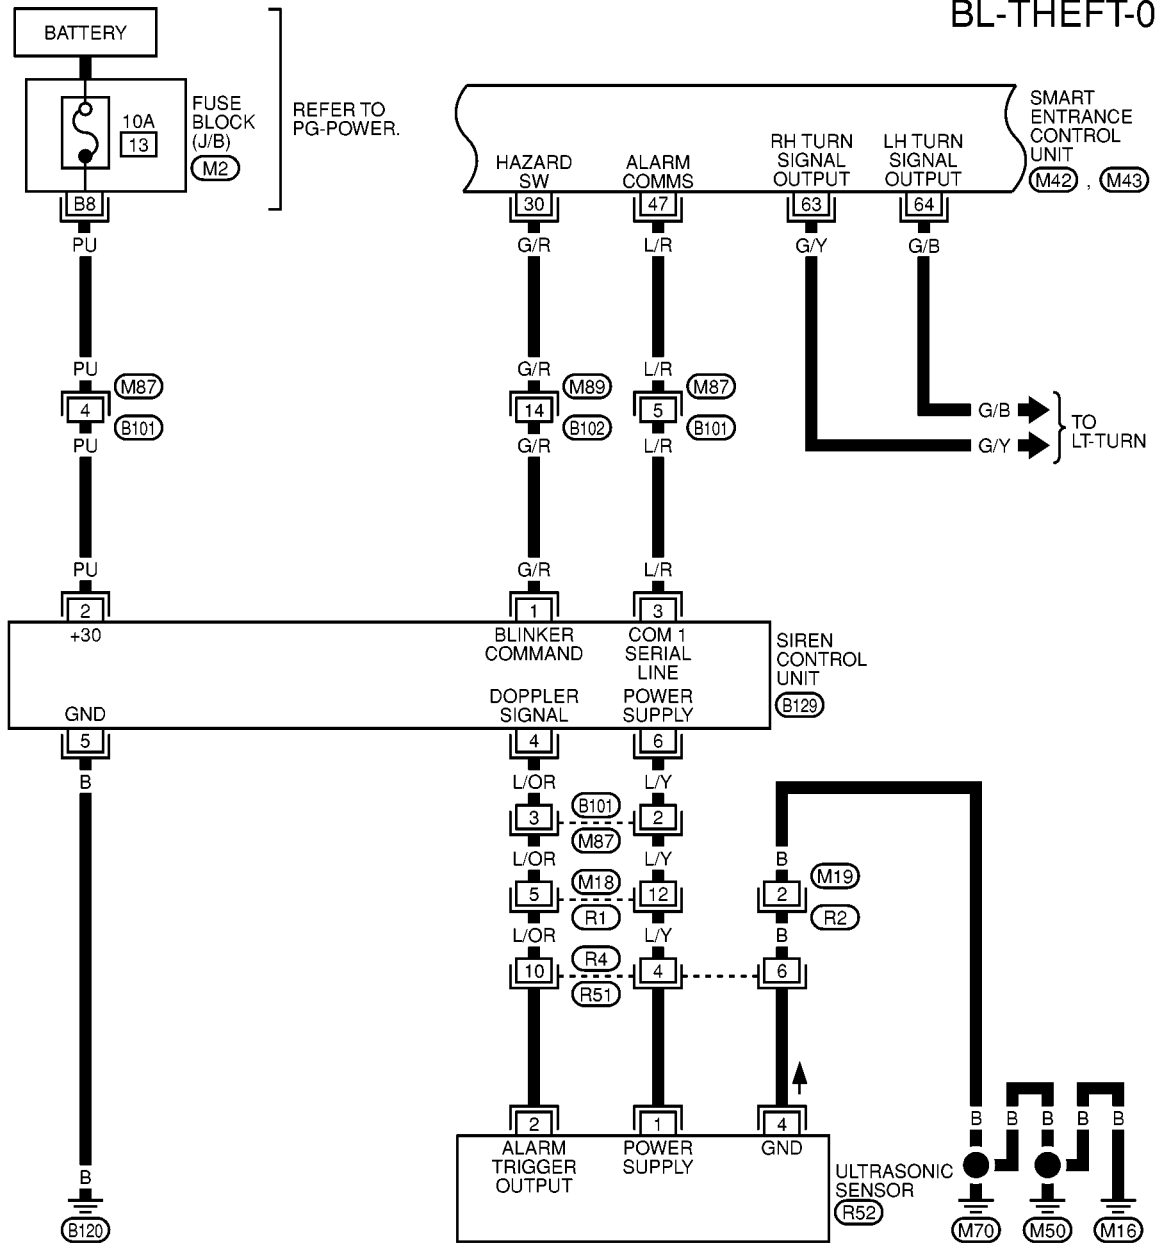 BL-THEFT-0
BATTERY
10A
13
FUSE
BLOCK
(J/B)
M2
B8
REFER TO
PG-POWER.
HAZARD
SW
30
ALARM
COMMS
47
RH TURN
SIGNAL
OUTPUT
63
LH TURN
SIGNAL
OUTPUT
64
SMART
ENTRANCE
CONTROL
UNIT
M42 , M43
PU
G/R
L/R
G/Y
G/B
PU
G/R
L/R
4
M87
B101
14
M89
B102
5
M87
B101
G/B
G/Y
TO
LT-TURN
PU
G/R
L/R
PU
G/R
L/R
2
1
3
+30
BLINKER
COMMAND
COM 1
SERIAL
LINE
SIREN
CONTROL
UNIT
B129
GND
DOPPLER
SIGNAL
POWER
SUPPLY
5
4
6
B
L/OR
L/Y
3
B101
M87
2
L/OR
L/Y
B
5
M18
R1
12
2
M19
R2
L/OR
L/Y
B
10
R4
R51
4
6
2
1
4
ALARM
TRIGGER
OUTPUT
POWER
SUPPLY
GND
ULTRASONIC
SENSOR
R52
B
B B B B B
B120
M70
M50
M16